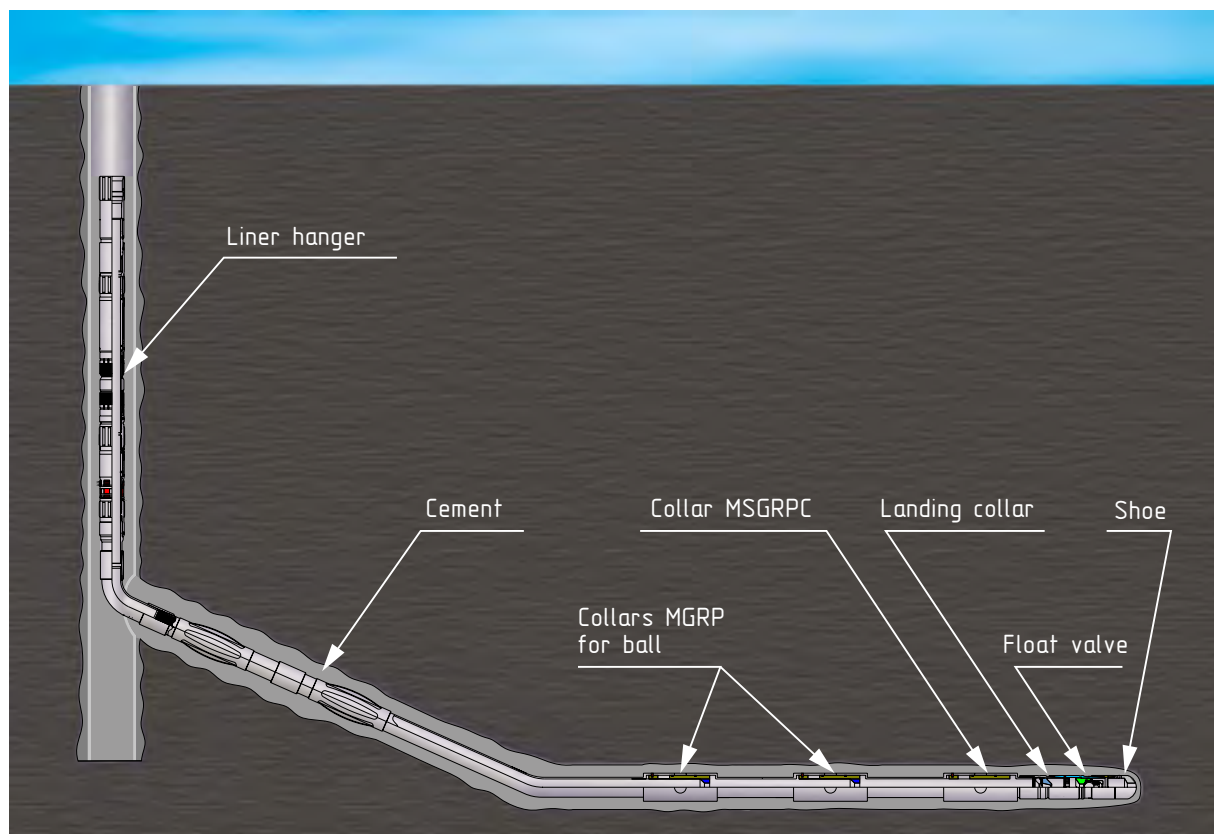 Liner hanger
Cement
Collar MSGRPC
Landing collar
Shoe
Collars MGRP
for ball
Float valve